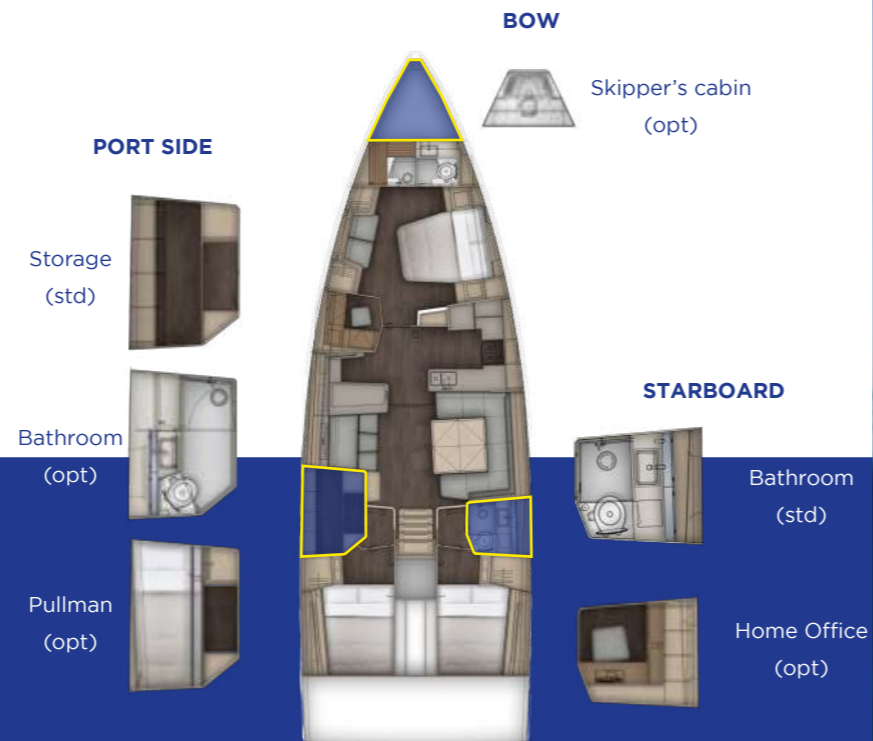 BOW
Skipper's cabin
(opt)
PORT SIDE
Storage
(std)
Bathroom
(opt)
Pullman
(opt)
STARBOARD
Bathroom
(std)
Home Office
(opt)